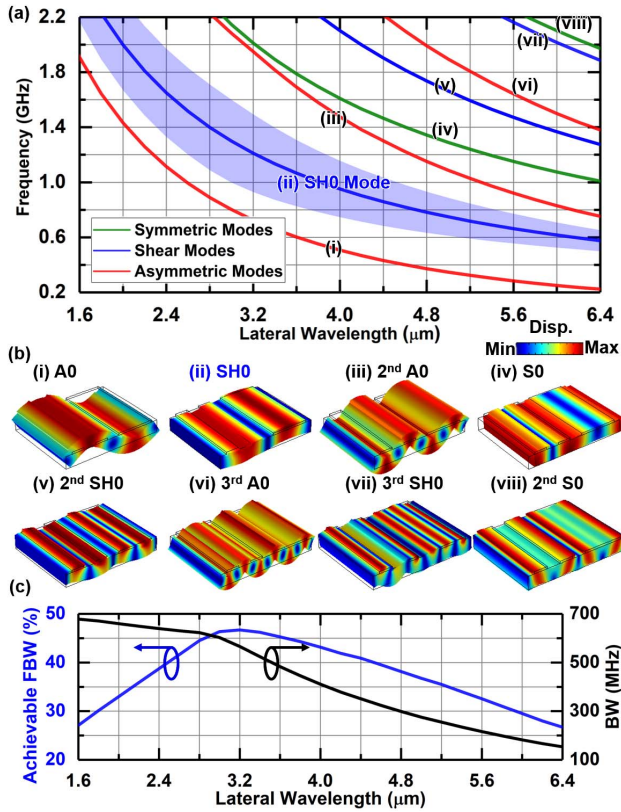 (a)
2.2
1.8
1.4
1.0
0.6
0.2
Frequency (GHz)
(i)
(ii) SH0 Mode
(iii)
(iv)
(v)
(vi)
(vii)
(viii)
Symmetric Modes
Shear Modes
Asymmetric Modes
1.6 2.4 3.2 4.0 4.8 5.6 6.4
Lateral Wavelength (μm)
Disp.
Min Max
(b)
(i) A0 (ii) SH0 (iii) 2nd A0 (iv) S0
(v) 2nd SH0 (vi) 3rd A0 (vii) 3rd SH0 (viii) 2nd S0
(c)
50
40
30
20
Achievable FBW (%)
700
500
300
100
BW (MHz)
1.6 2.4 3.2 4.0 4.8 5.6 6.4
Lateral Wavelength (μm)